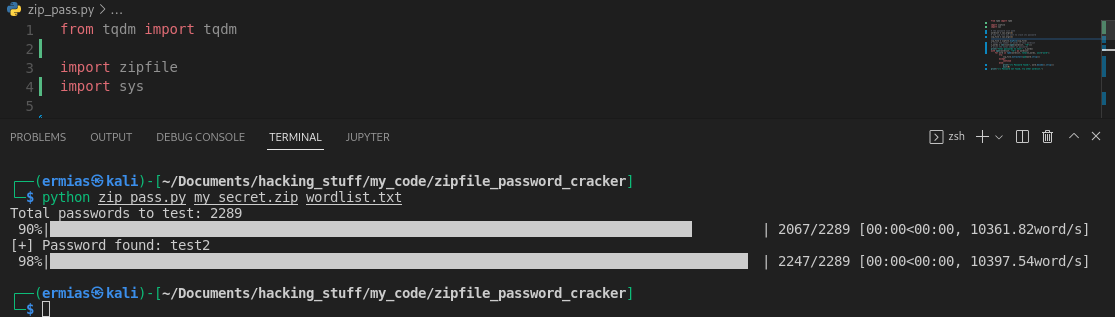 zip_pass.py > ...
1 from tqdm import tqdm
2
3 import zipfile
4 import sys
5
PROBLEMS OUTPUT DEBUG CONSOLE TERMINAL JUPYTER zsh
┌──(ermias㉿kali)-[~/Documents/hacking_stuff/my_code/zipfile_password_cracker]
└─$ python zip_pass.py my_secret.zip wordlist.txt
Total passwords to test: 2289
90%| | 2067/2289 [00:00<00:00, 10361.82word/s]
[+] Password found: test2
98%| | 2247/2289 [00:00<00:00, 10397.54word/s]
┌──(ermias㉿kali)-[~/Documents/hacking_stuff/my_code/zipfile_password_cracker]
└─$